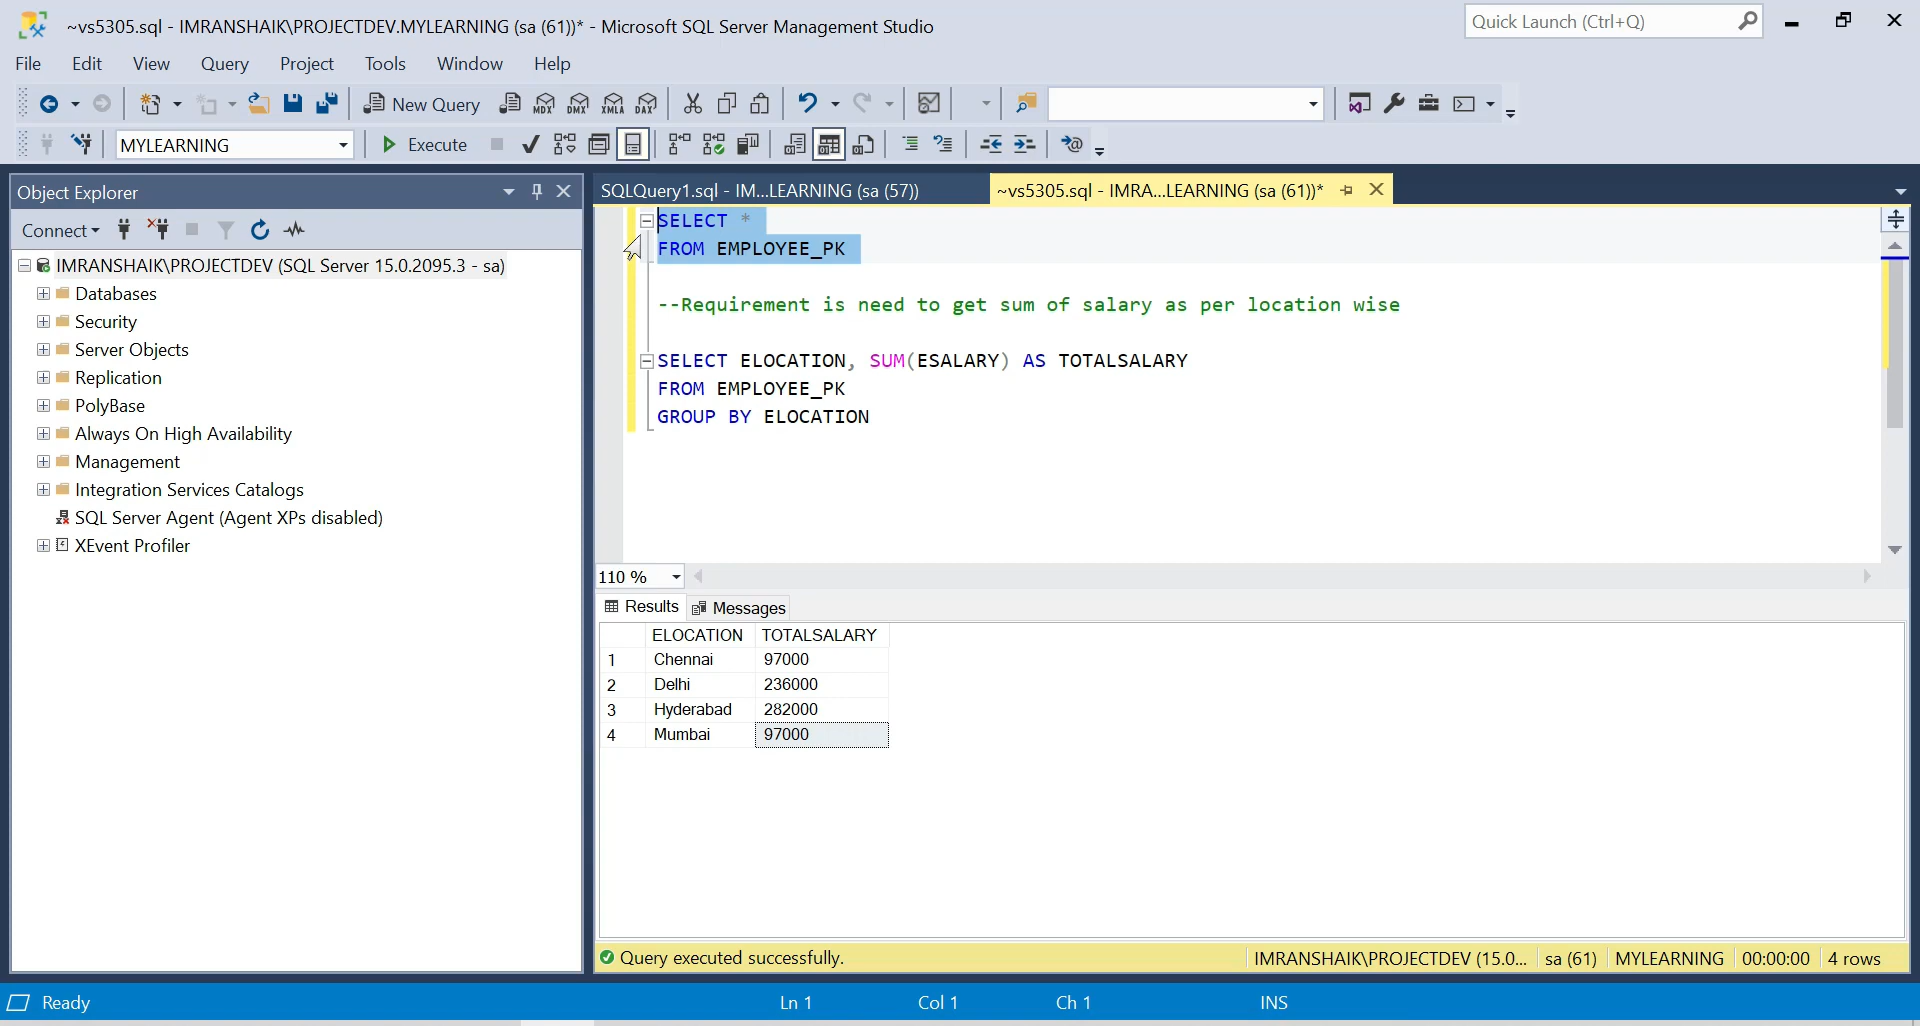 ~vs5305.sql - IMRANSHAIK\PROJECTDEV.MYLEARNING (sa (61))* - Microsoft SQL Server Management Studio
Quick Launch (Ctrl+Q)
File Edit View Query Project Tools Window Help
New Query MDX DMX XMLA DAX
MYLEARNING Execute
Object Explorer
SQLQuery1.sql - IM...LEARNING (sa (57))
~vs5305.sql - IMRA...LEARNING (sa (61))*
Connect
IMRANSHAIK\PROJECTDEV (SQL Server 15.0.2095.3 - sa)
Databases
Security
Server Objects
Replication
PolyBase
Always On High Availability
Management
Integration Services Catalogs
SQL Server Agent (Agent XPs disabled)
XEvent Profiler
SELECT *
FROM EMPLOYEE_PK
--Requirement is need to get sum of salary as per location wise
SELECT ELOCATION, SUM(ESALARY) AS TOTALSALARY
FROM EMPLOYEE_PK
GROUP BY ELOCATION
110 %
Results Messages
ELOCATION TOTALSALARY
1 Chennai 97000
2 Delhi 236000
3 Hyderabad 282000
4 Mumbai 97000
Query executed successfully. IMRANSHAIK\PROJECTDEV (15.0... sa (61) MYLEARNING 00:00:00 4 rows
Ready Ln 1 Col 1 Ch 1 INS